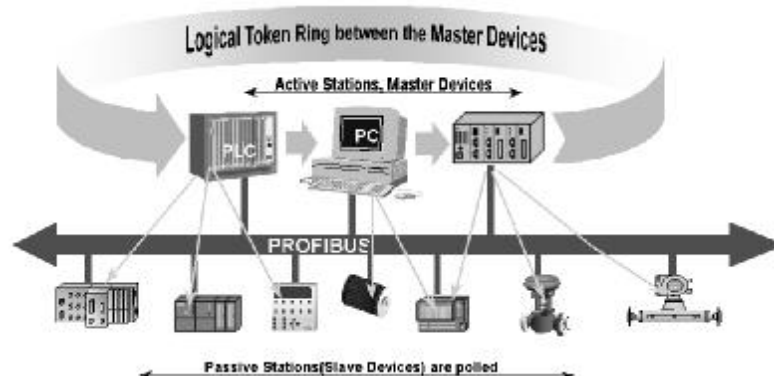 Logical Token Ring between the Master Devices
Active Stations, Master Devices
PLC
PC
PROFIBUS
Passive Stations(Slave Devices) are polled